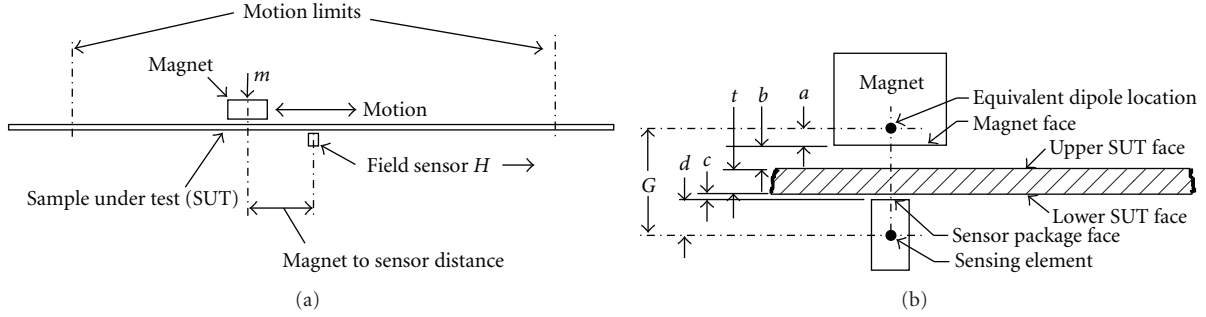 Motion limits
Magnet
m
Motion
Field sensor H
Sample under test (SUT)
Magnet to sensor distance
(a)
Magnet
t
b
a
Equivalent dipole location
Magnet face
Upper SUT face
G
d
c
Lower SUT face
Sensor package face
Sensing element
(b)